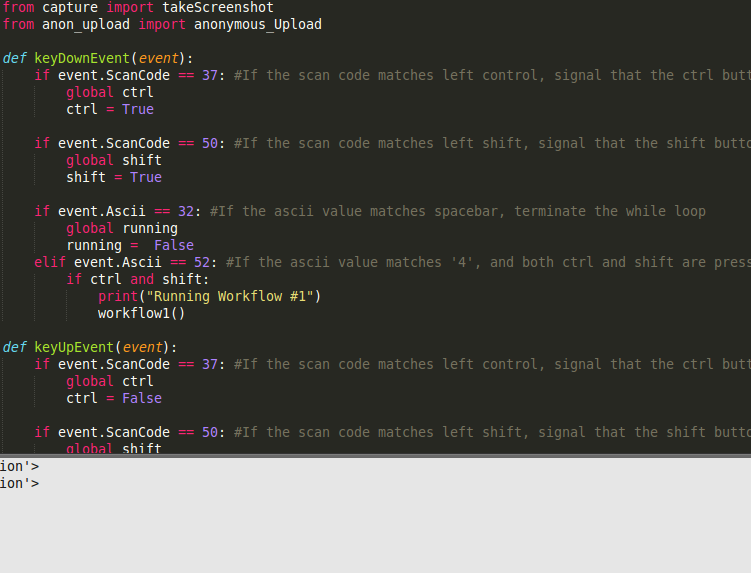 from capture import takeScreenshot
from anon_upload import anonymous_Upload
def keyDownEvent(event):
if event.ScanCode == 37: #If the scan code matches left control, signal that the ctrl butt
global ctrl
ctrl = True
if event.ScanCode == 50: #If the scan code matches left shift, signal that the shift butto
global shift
shift = True
if event.Ascii == 32: #If the ascii value matches spacebar, terminate the while loop
global running
running =  False
elif event.Ascii == 52: #If the ascii value matches '4', and both ctrl and shift are press
if ctrl and shift:
print("Running Workflow #1")
workflow1()
def keyUpEvent(event):
if event.ScanCode == 37: #If the scan code matches left control, signal that the ctrl butt
global ctrl
ctrl = False
if event.ScanCode == 50: #If the scan code matches left shift, signal that the shift butto
global shift
ion'>
ion'>